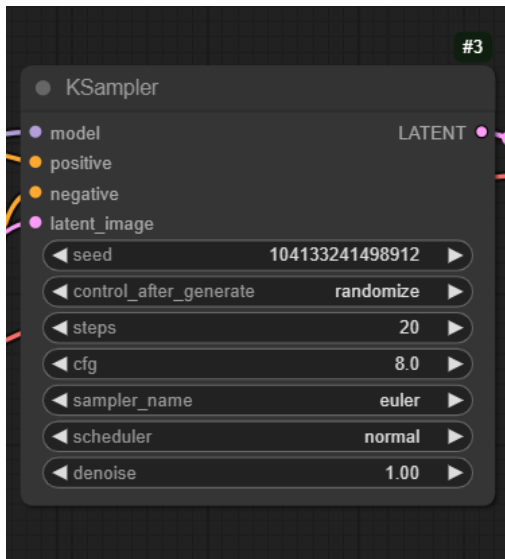 #3
KSampler
model LATENT
positive
negative
latent_image
seed 104133241498912
control_after_generate randomize
steps 20
cfg 8.0
sampler_name euler
scheduler normal
denoise 1.00